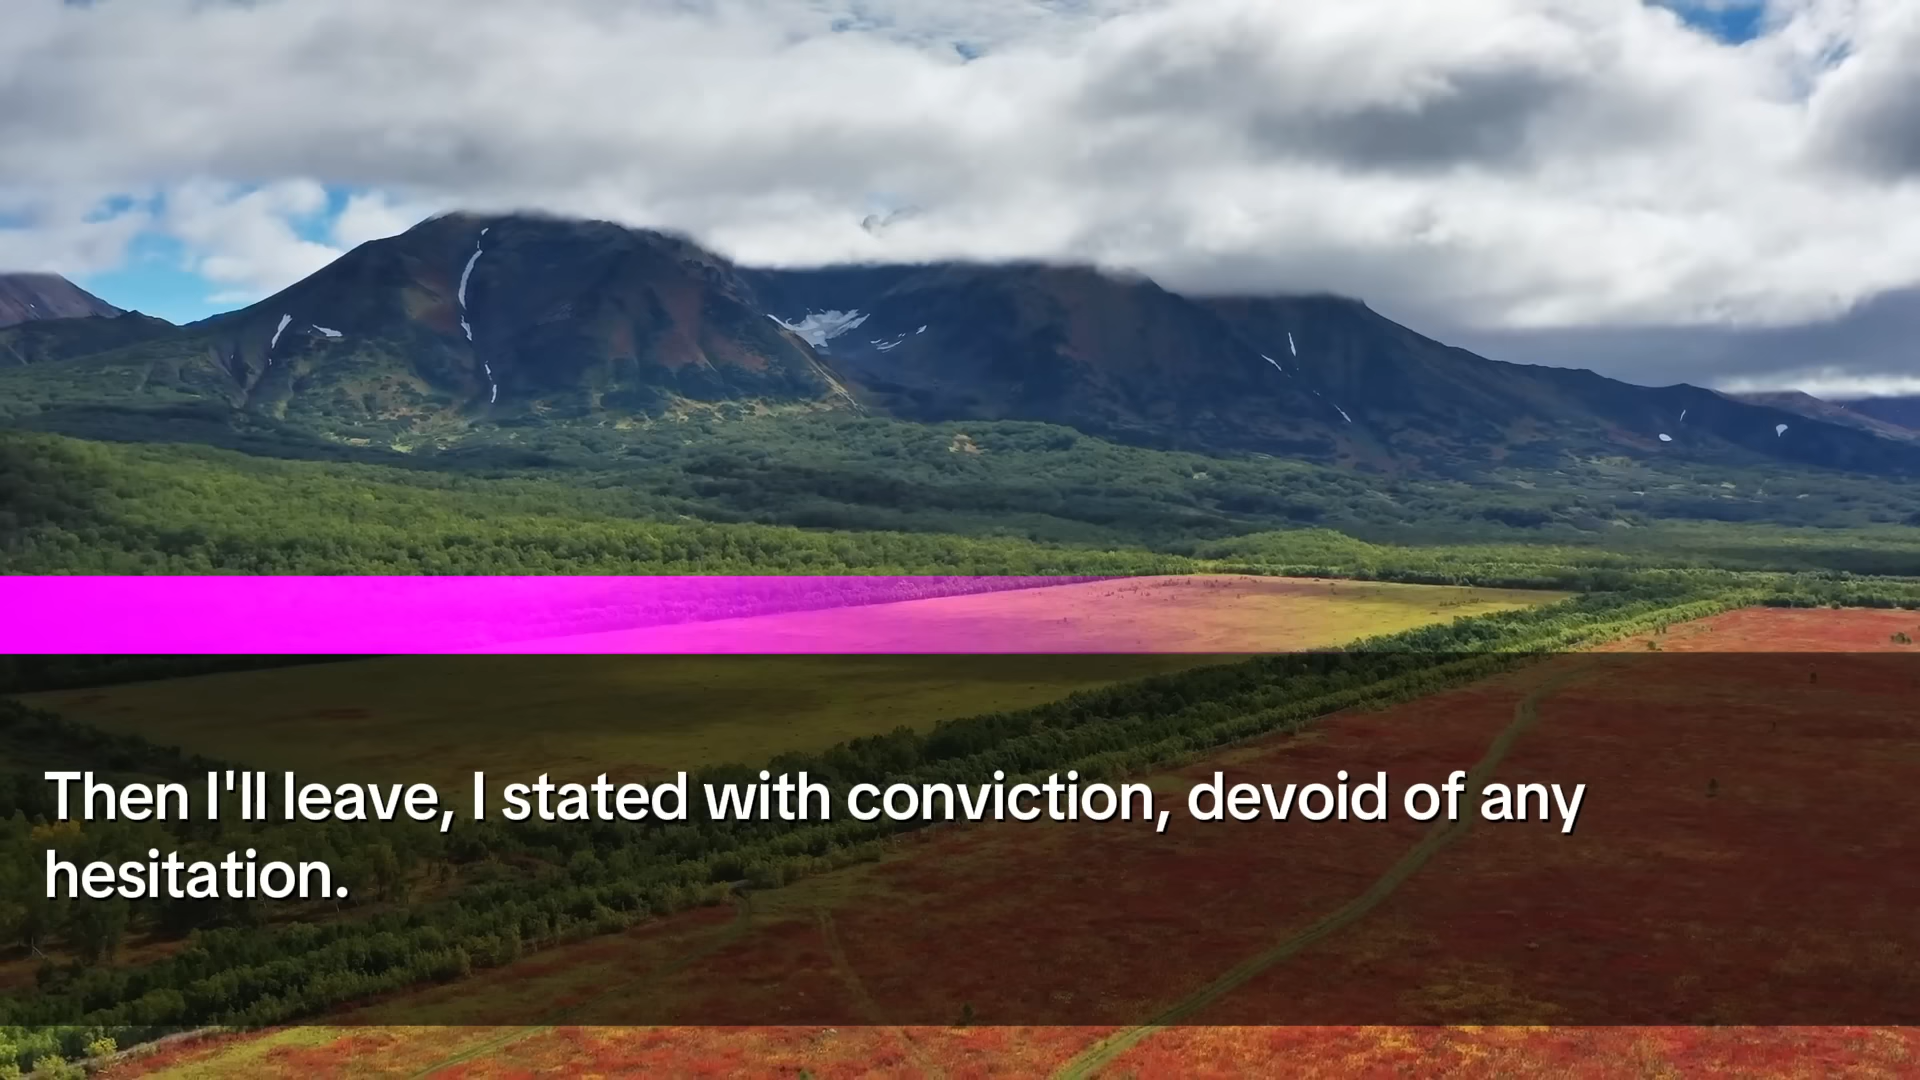 Then I'll leave, I stated with conviction, devoid of any
hesitation.